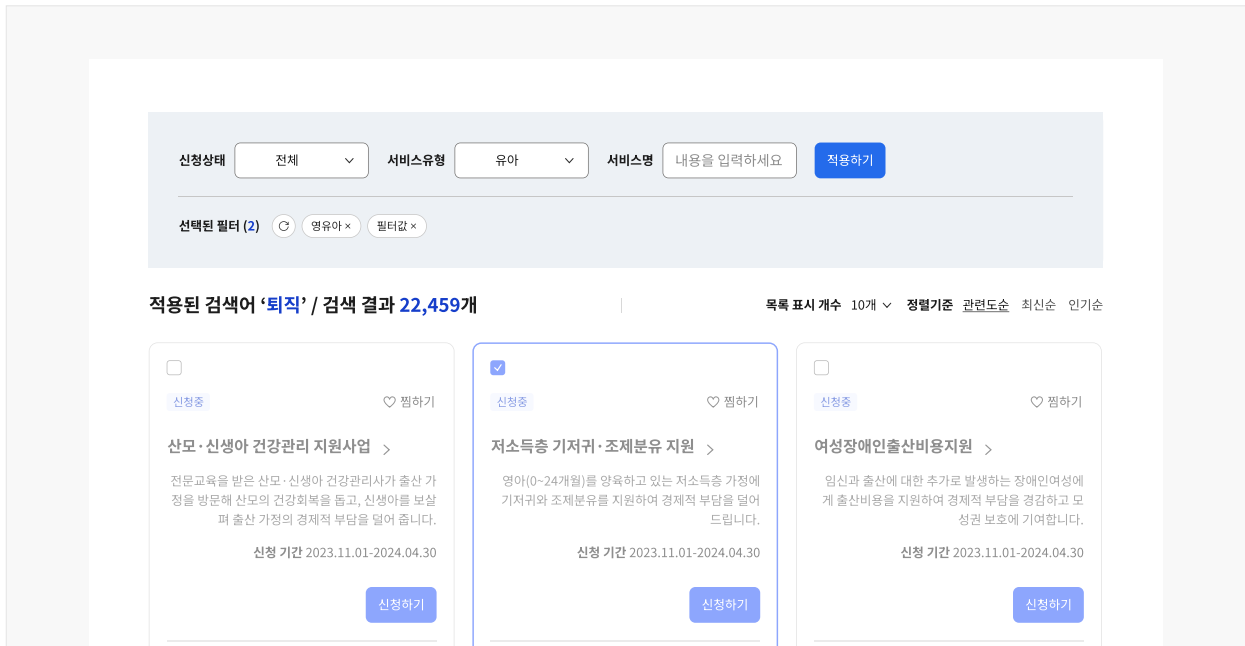 신청상태 전체 서비스유형 유아 서비스명 내용을 입력하세요 적용하기
선택된 필터 (2) 영유아 × 필터값 ×
적용된 검색어 ‘퇴직’ / 검색 결과 22,459개
목록 표시 개수 10개 정렬기준 관련도순 최신순 인기순
신청중 찜하기
산모·신생아 건강관리 지원사업
전문교육을 받은 산모·신생아 건강관리사가 출산 가
정을 방문해 산모의 건강회복을 돕고, 신생아를 보살
펴 출산 가정의 경제적 부담을 덜어 줍니다.
신청 기간 2023.11.01-2024.04.30
신청하기
신청중 찜하기
저소득층 기저귀·조제분유 지원
영아(0~24개월)를 양육하고 있는 저소득층 가정에
기저귀와 조제분유를 지원하여 경제적 부담을 덜어
드립니다.
신청 기간 2023.11.01-2024.04.30
신청하기
신청중 찜하기
여성장애인출산비용지원
임신과 출산에 대한 추가로 발생하는 장애인여성에
게 출산비용을 지원하여 경제적 부담을 경감하고 모
성권 보호에 기여합니다.
신청 기간 2023.11.01-2024.04.30
신청하기